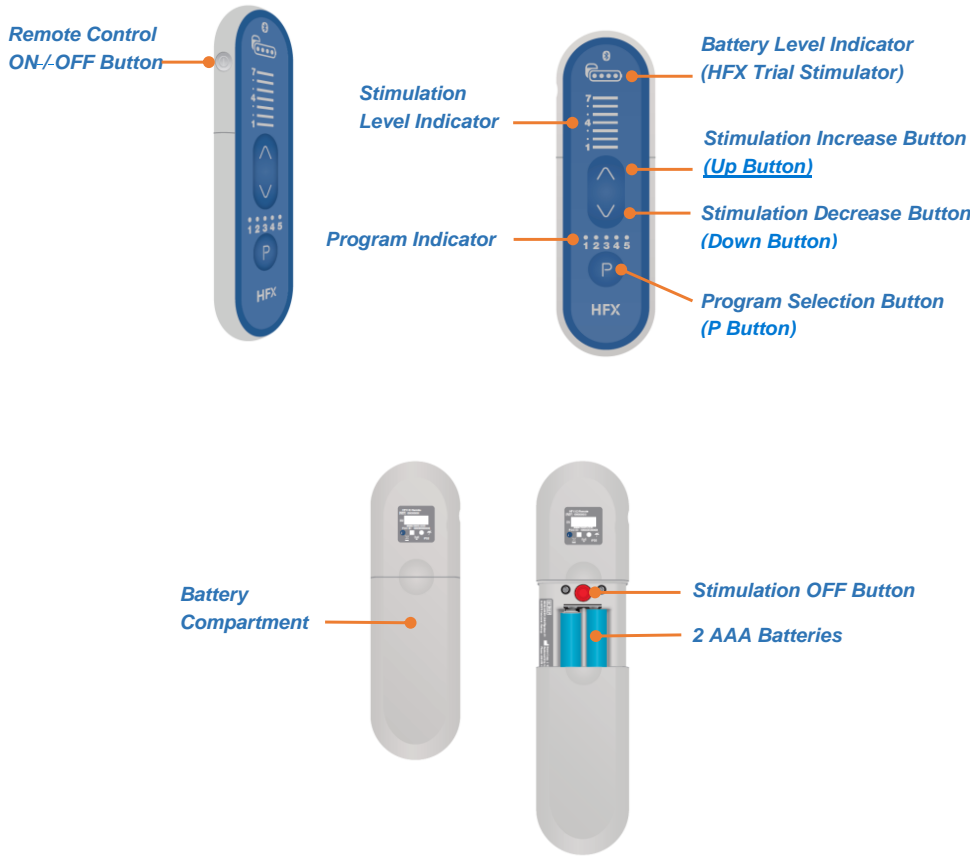 Remote Control
ON-/-OFF Button
7
4
1
1 2 3 4 5
P
HFX
Stimulation
Level Indicator
Program Indicator
7
4
1
1 2 3 4 5
P
HFX
Battery Level Indicator
(HFX Trial Stimulator)
Stimulation Increase Button
(Up Button)
Stimulation Decrease Button
(Down Button)
Program Selection Button
(P Button)
Battery
Compartment
Stimulation OFF Button
2 AAA Batteries